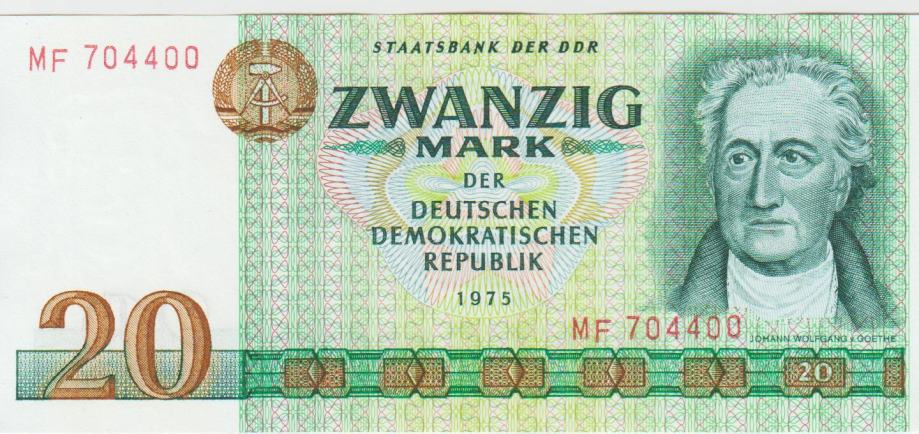 MF 704400
STAATSBANK DER DDR
ZWANZIG
MARK
DER
DEUTSCHEN
DEMOKRATISCHEN
REPUBLIK
1975
MF 704400
JOHANN WOLFGANG v. GOETHE
20
20